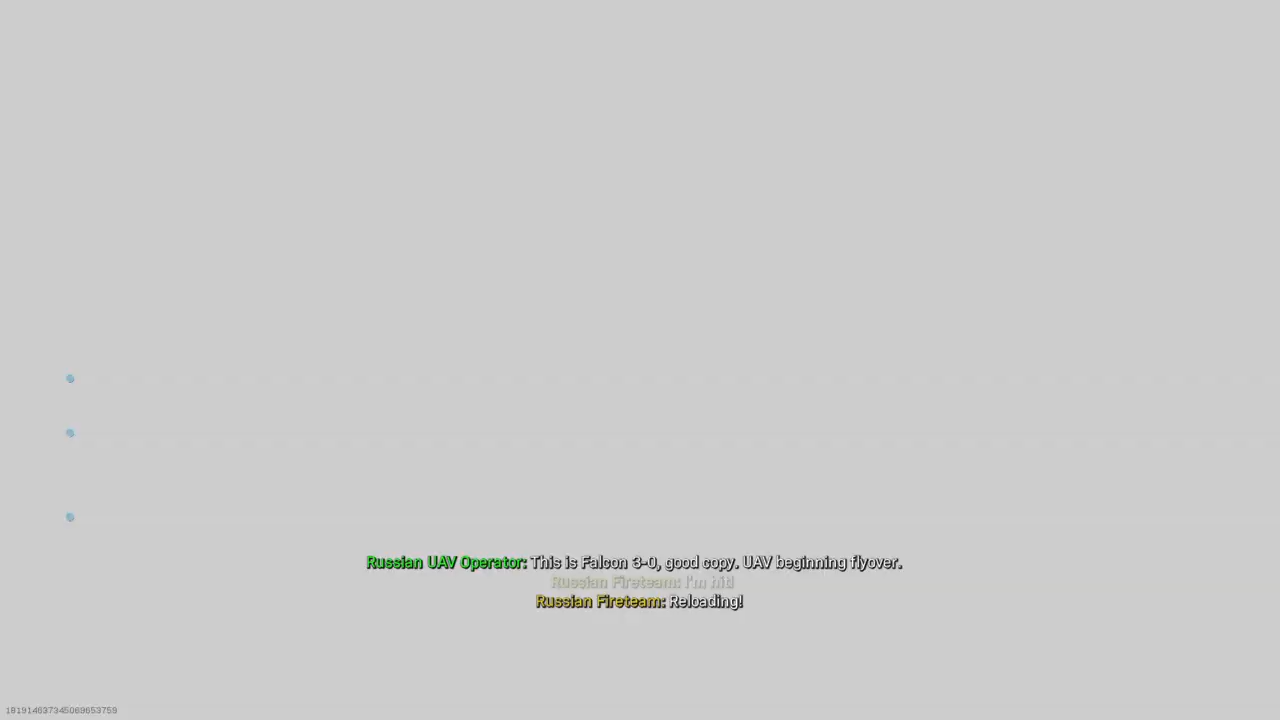 Russian UAV Operator: This is Falcon 3-0, good copy. UAV beginning flyover.
Russian Fireteam: I'm hit!
Russian Fireteam: Reloading!
181914637345069653759